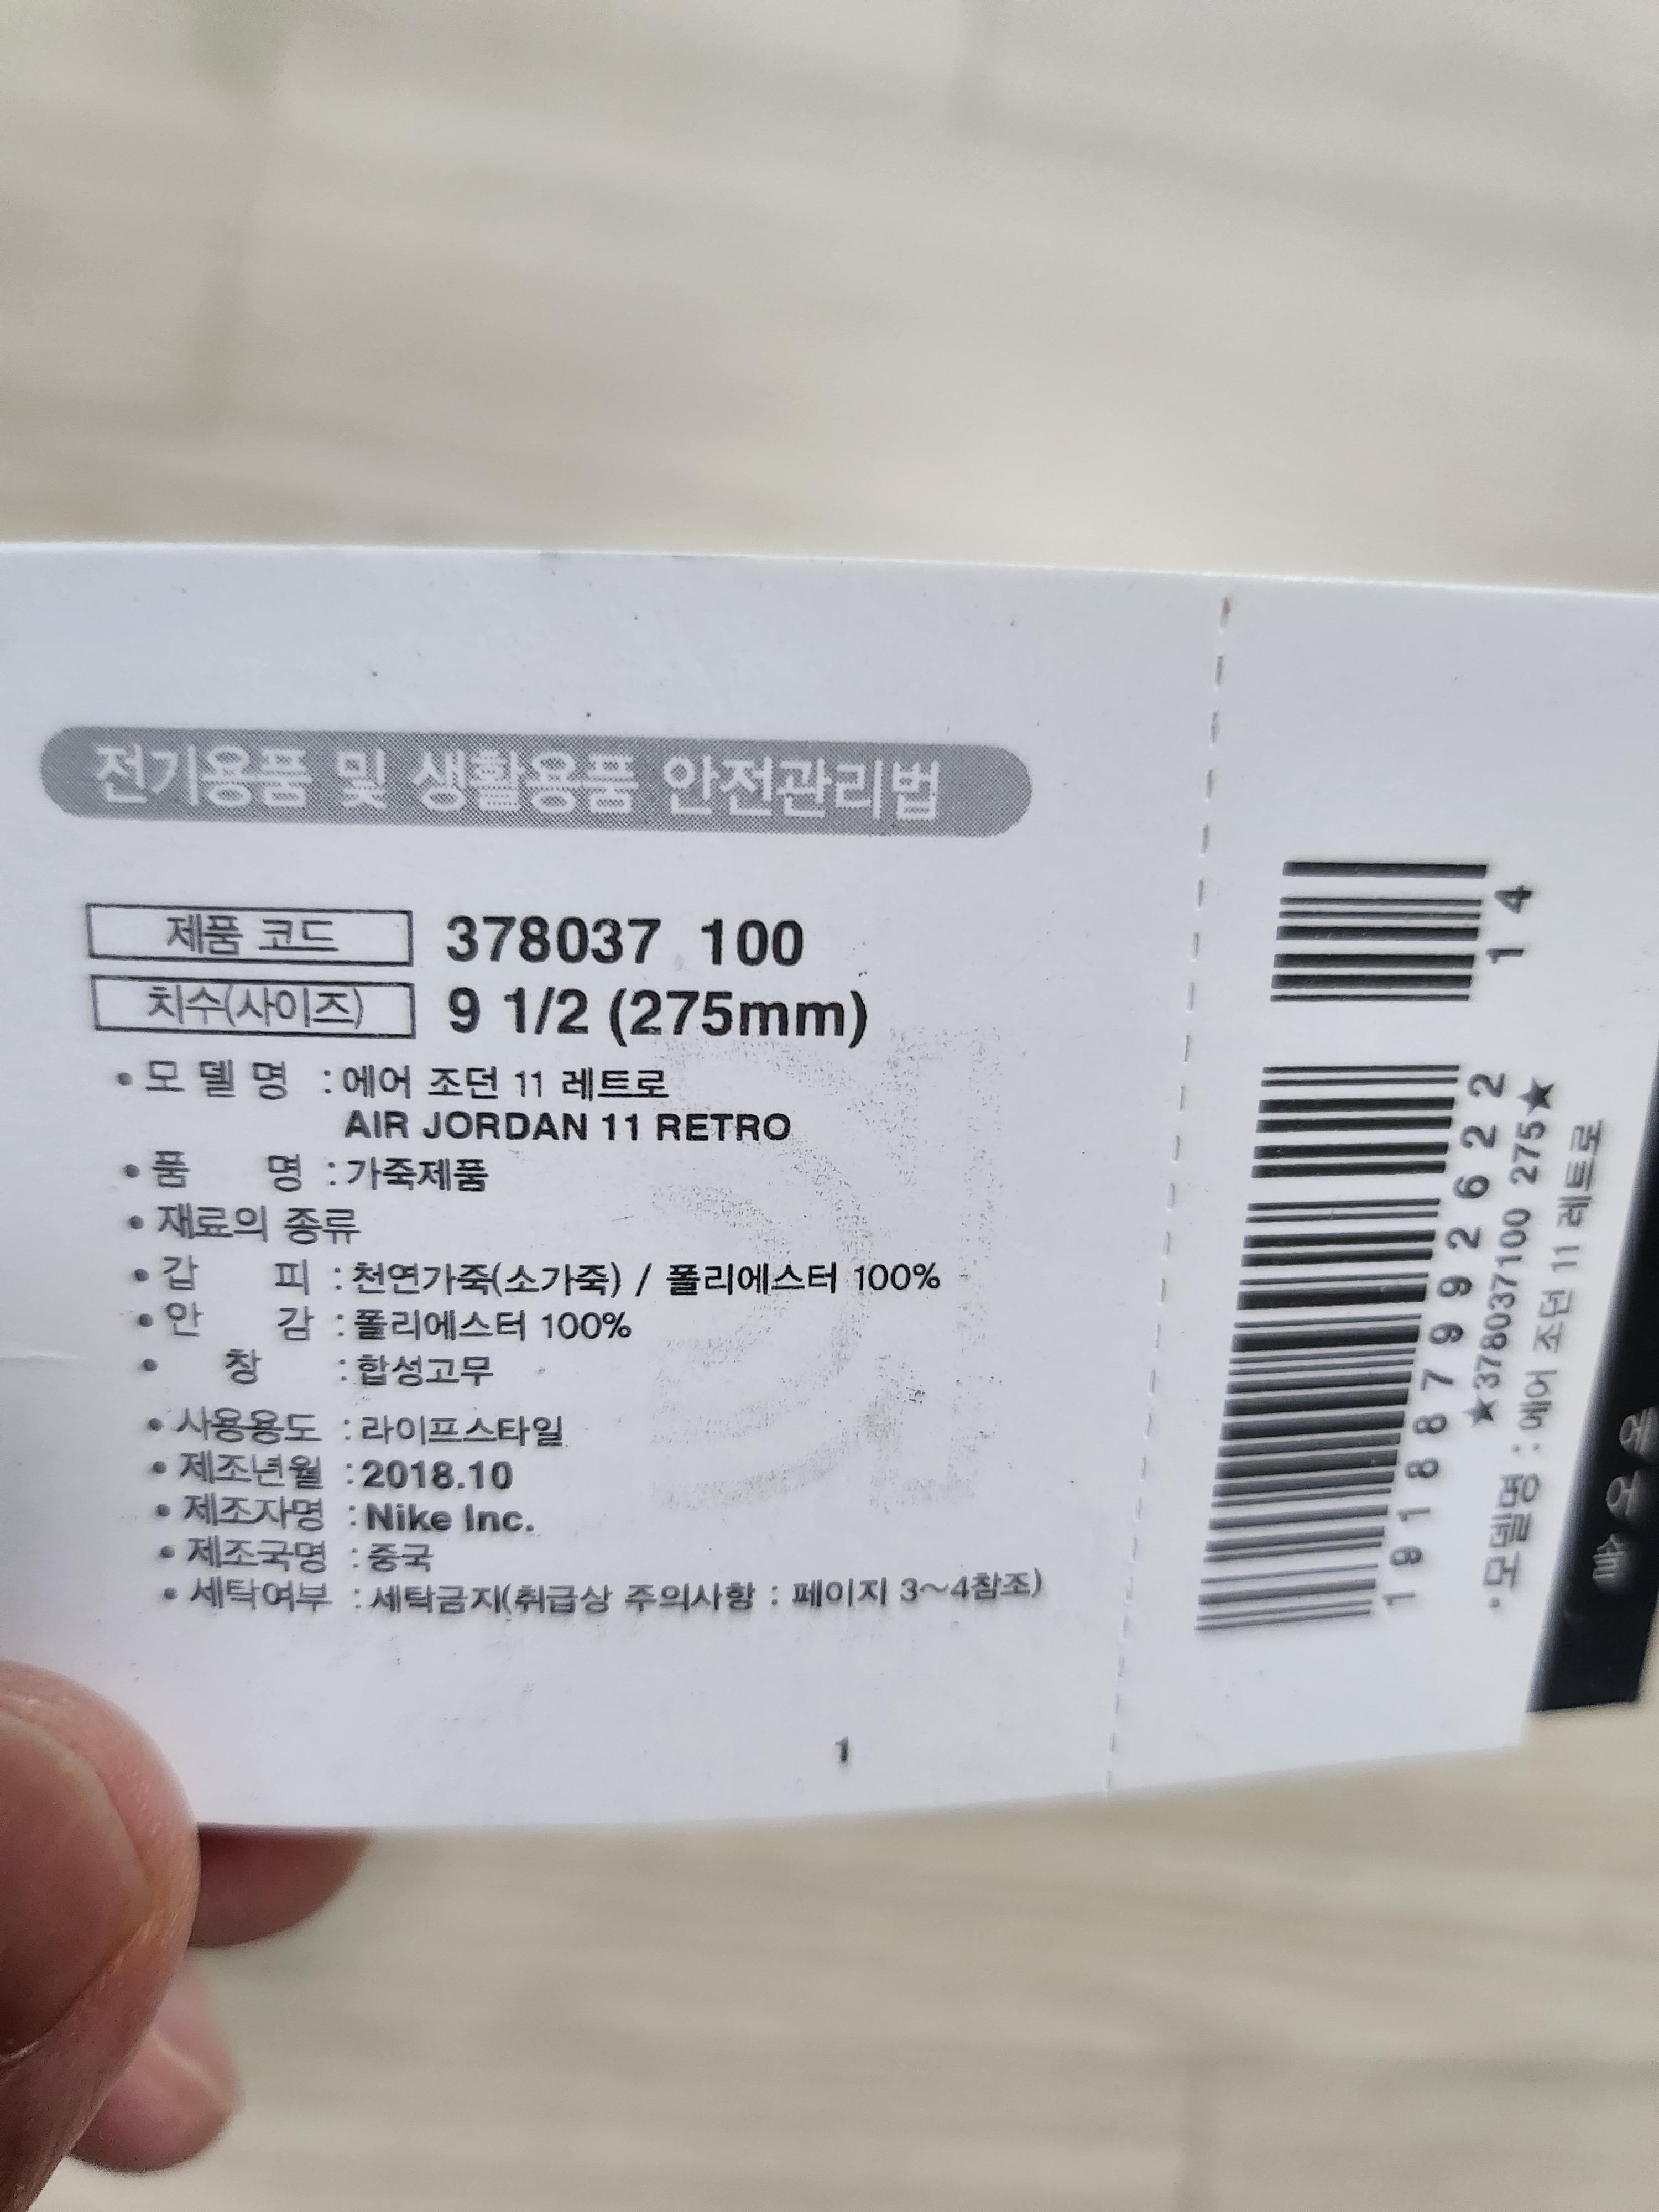 전기용품 및 생활용품 안전관리법
제품 코드 378037 100
치수(사이즈) 9 1/2 (275mm)
• 모 델 명 : 에어 조던 11 레트로
AIR JORDAN 11 RETRO
• 품 명 : 가죽제품
• 재료의 종류
• 갑 피 : 천연가죽(소가죽) / 폴리에스터 100%
• 안 감 : 폴리에스터 100%
• 창 : 합성고무
• 사용용도 : 라이프스타일
• 제조년월 : 2018.10
• 제조자명 : Nike Inc.
• 제조국명 : 중국
• 세탁여부 : 세탁금지(취급상 주의사항 : 페이지 3~4참조)
1
14
191887992622
★378037100 275★
• 모델명 : 에어 조던 11 레트로